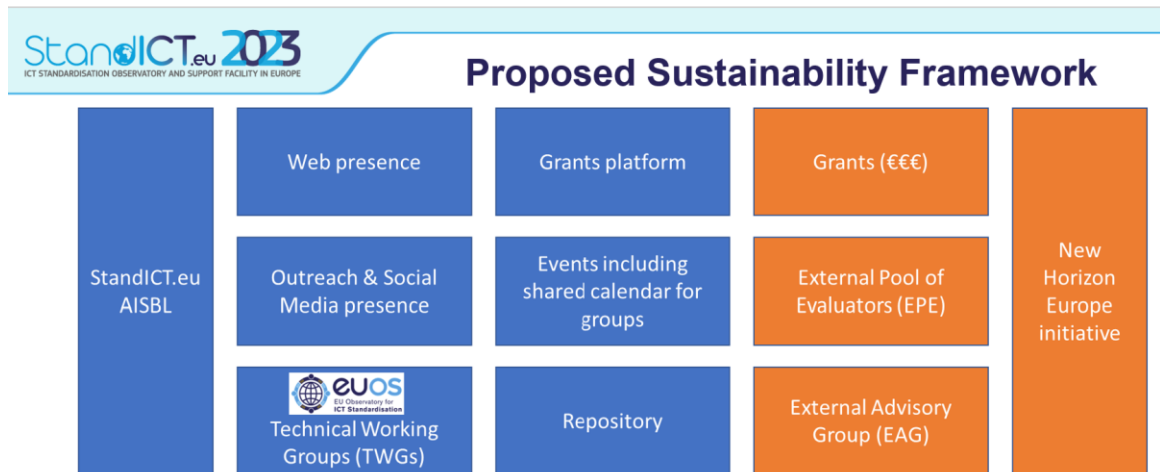 StandICT.eu 2023
ICT STANDARDISATION OBSERVATORY AND SUPPORT FACILITY IN EUROPE
Proposed Sustainability Framework
StandICT.eu
AISBL
Web presence
Grants platform
Grants (€€€)
Outreach & Social
Media presence
Events including
shared calendar for
groups
External Pool of
Evaluators (EPE)
euos
EU Observatory for
ICT Standardisation
Technical Working
Groups (TWGs)
Repository
External Advisory
Group (EAG)
New
Horizon
Europe
initiative